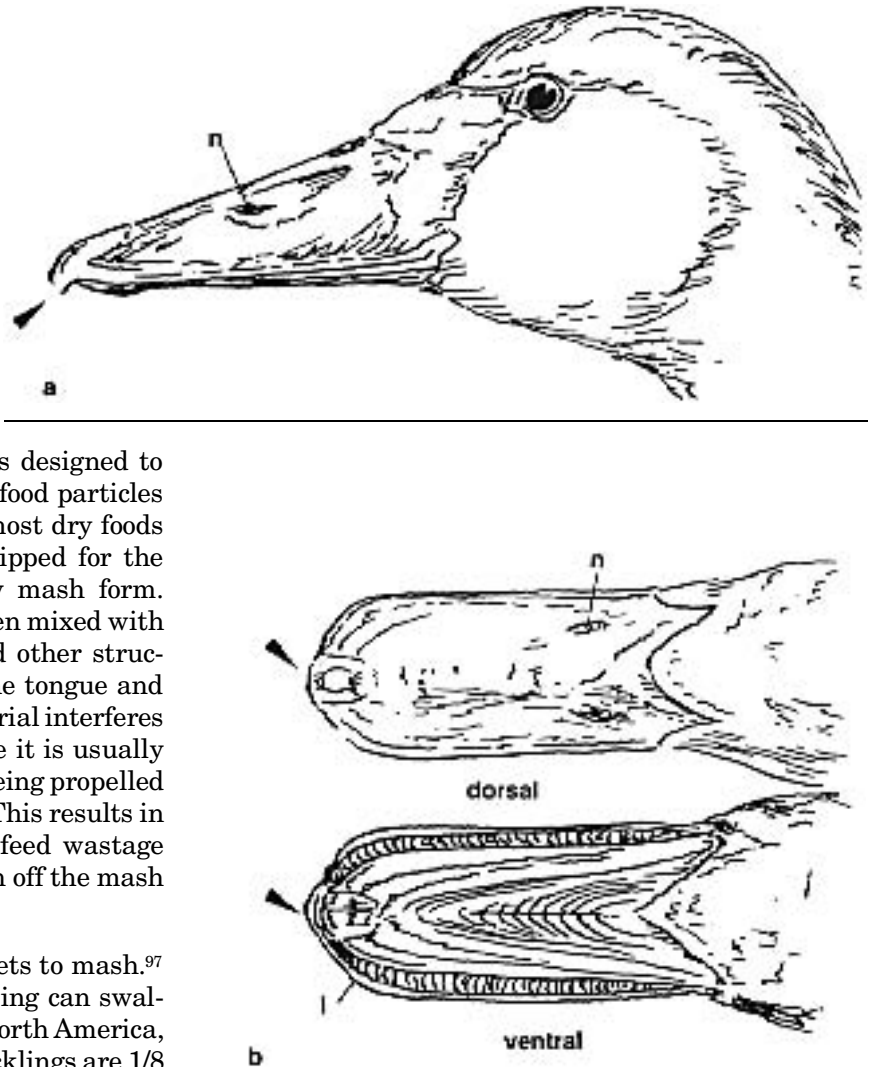 n
a
s designed to
food particles
nost dry foods
ipped for the
mash form.
en mixed with
d other struc-
e tongue and
rial interferes
e it is usually
eing propelled
This results in
feed wastage
n off the mash
ets to mash.97
ing can swal-
orth America,
cklings are 1/8
n
dorsal
l
ventral
b